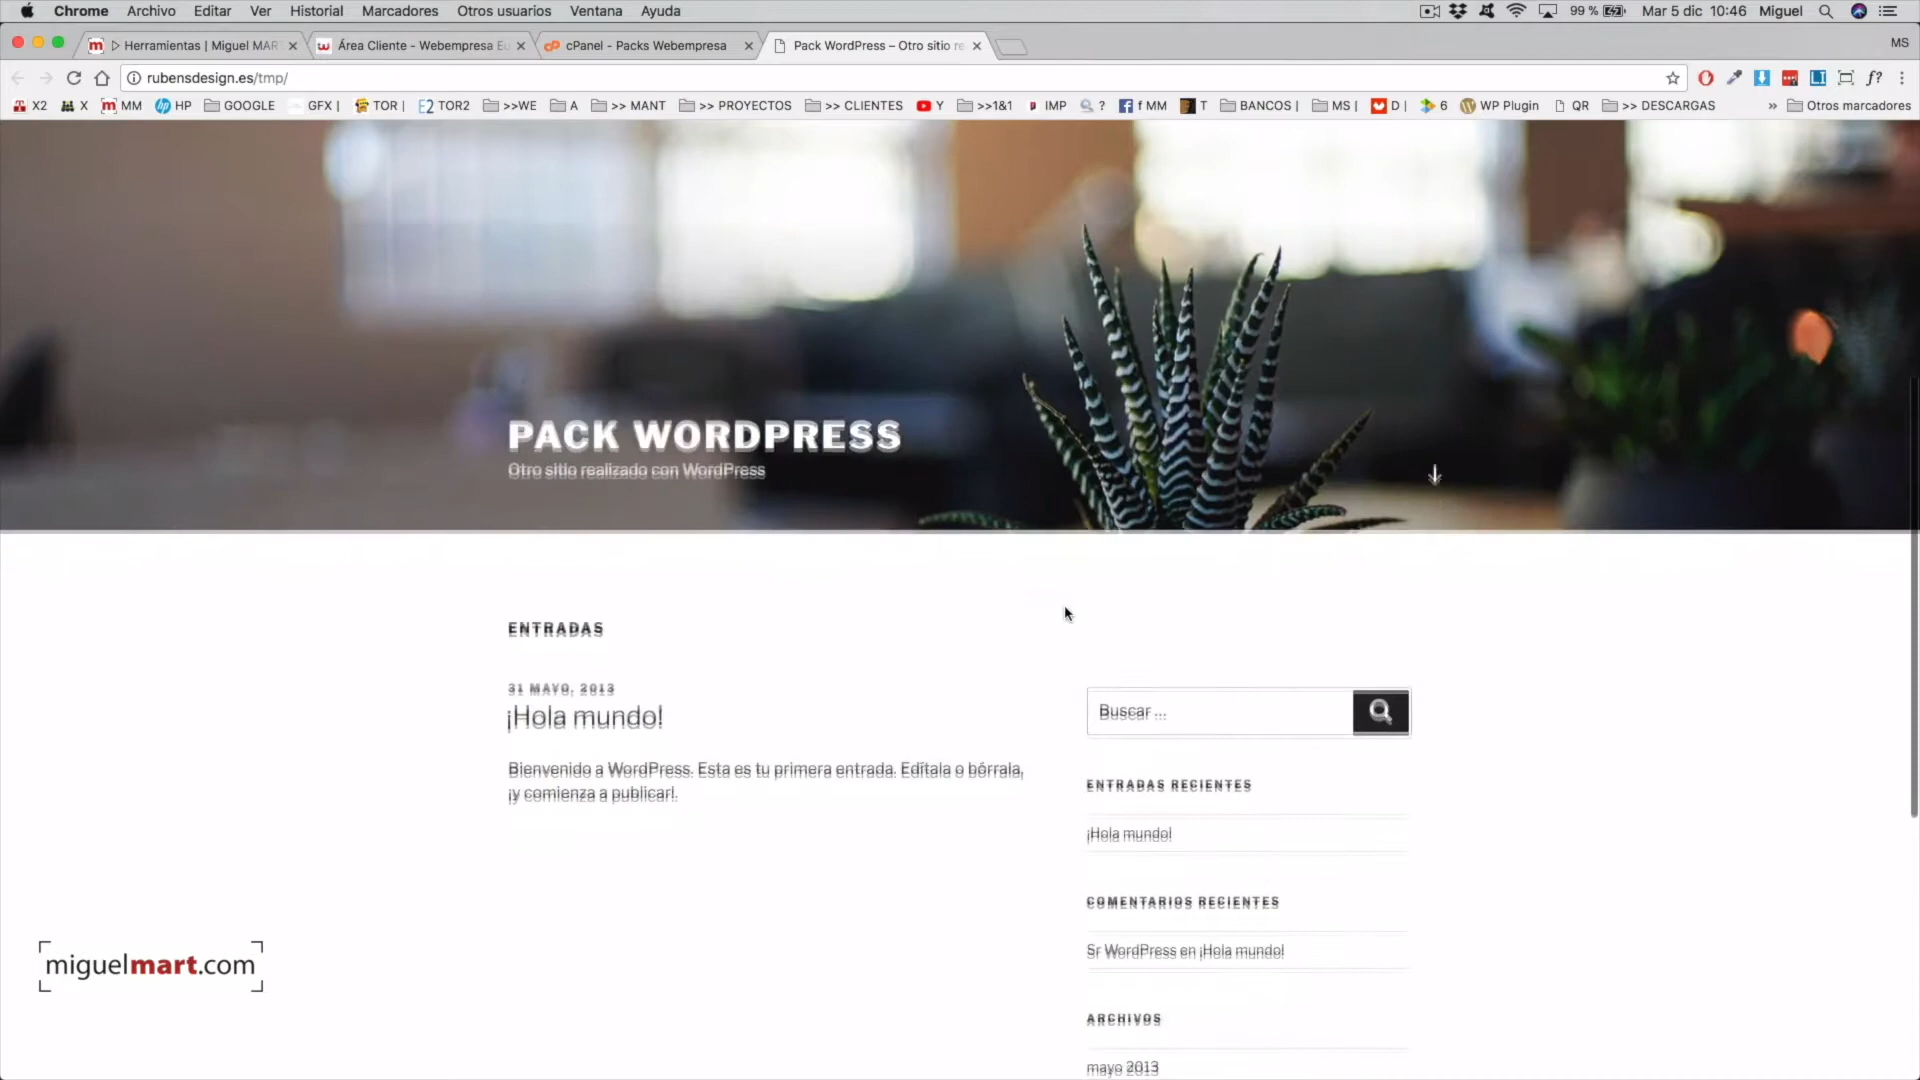 Chrome Archivo Editar Ver Historial Marcadores Otros usuarios Ventana Ayuda 99 % Mar 5 dic 10:46 Miguel
Herramientas | Miguel MAR Área Cliente - Webempresa Eu cPanel - Packs Webempresa Pack WordPress – Otro sitio re MS
rubensdesign.es/tmp/
X2 X MM HP GOOGLE GFX | TOR | TOR2 >>WE A >> MANT >> PROYECTOS >> CLIENTES Y >>1&1 IMP ? f MM T BANCOS | MS | D | 6 WP Plugin QR >> DESCARGAS » Otros marcadores
PACK WORDPRESS
Otro sitio realizado con WordPress
ENTRADAS
31 MAYO, 2013
¡Hola mundo!
Bienvenido a WordPress. Esta es tu primera entrada. Edítala o bórrala,
¡y comienza a publicar!.
Buscar ...
ENTRADAS RECIENTES
¡Hola mundo!
COMENTARIOS RECIENTES
Sr WordPress en ¡Hola mundo!
ARCHIVOS
mayo 2013
miguelmart.com